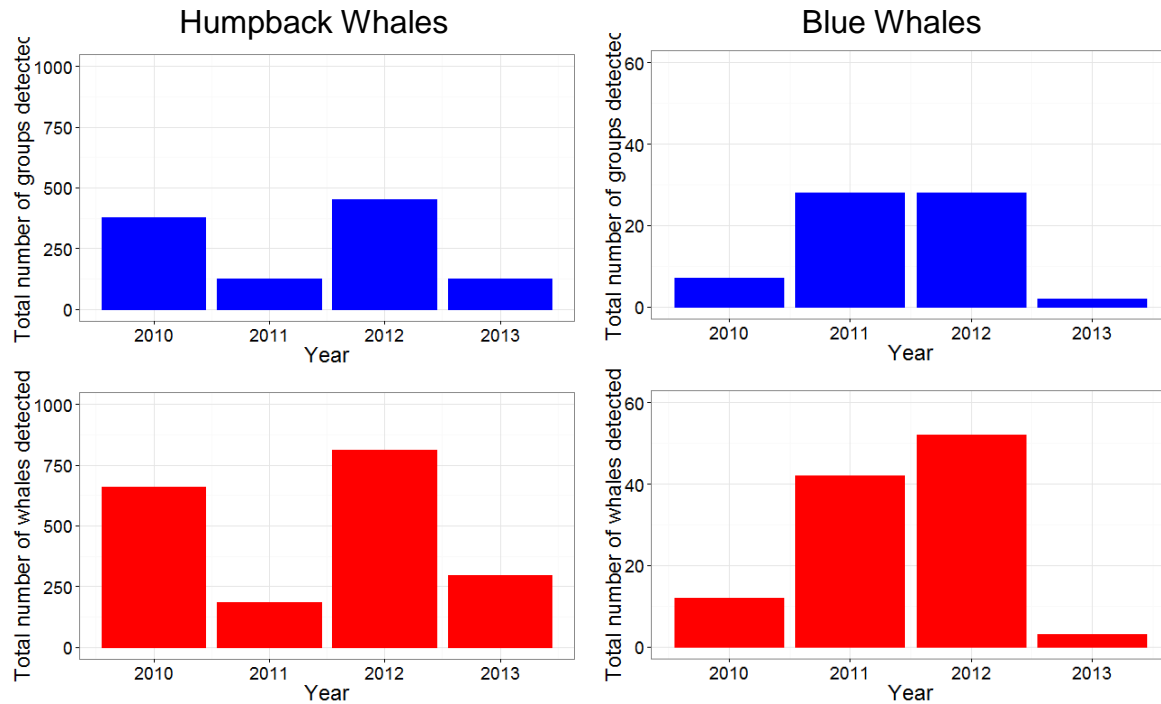 Humpback Whales
Total number of groups detected
1000
750
500
250
0
2010 2011 2012 2013
Year
Total number of whales detected
1000
750
500
250
0
2010 2011 2012 2013
Year
Blue Whales
Total number of groups detected
60
40
20
0
2010 2011 2012 2013
Year
Total number of whales detected
60
40
20
0
2010 2011 2012 2013
Year